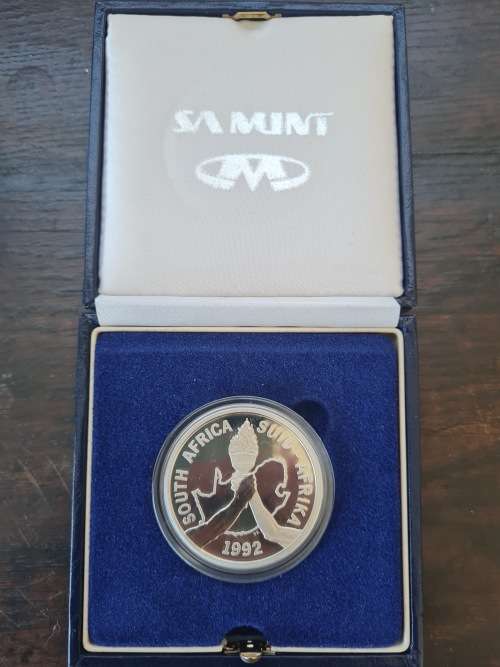 SA MINT
SOUTH AFRICA
SUID-AFRIKA
1992